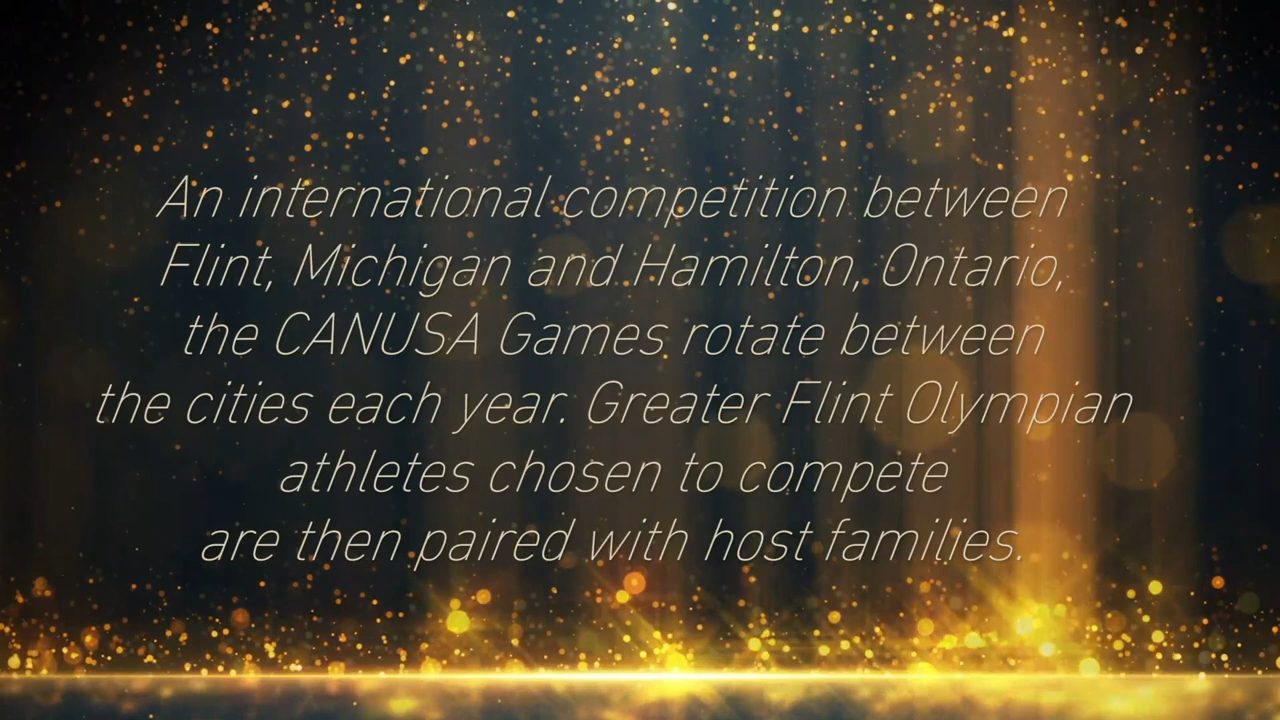 An international competition between
Flint, Michigan and Hamilton, Ontario,
the CANUSA Games rotate between
the cities each year. Greater Flint Olympian
athletes chosen to compete
are then paired with host families.